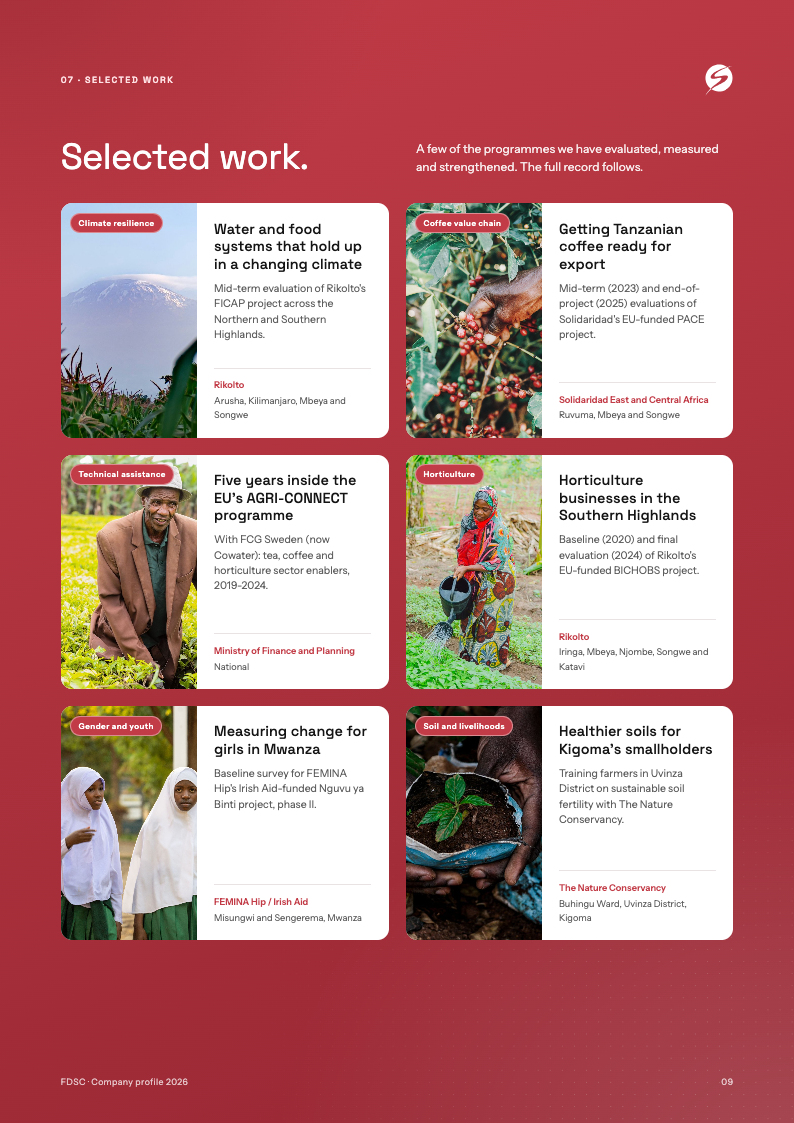 07 · SELECTED WORK
Selected work.
A few of the programmes we have evaluated, measured
and strengthened. The full record follows.
Climate resilience
Water and food
systems that hold up
in a changing climate
Mid-term evaluation of Rikolto's
FICAP project across the
Northern and Southern
Highlands.
Rikolto
Arusha, Kilimanjaro, Mbeya and
Songwe
Coffee value chain
Getting Tanzanian
coffee ready for
export
Mid-term (2023) and end-of-
project (2025) evaluations of
Solidaridad's EU-funded PACE
project.
Solidaridad East and Central Africa
Ruvuma, Mbeya and Songwe
Technical assistance
Five years inside the
EU's AGRI-CONNECT
programme
With FCG Sweden (now
Cowater): tea, coffee and
horticulture sector enablers,
2019-2024.
Ministry of Finance and Planning
National
Horticulture
Horticulture
businesses in the
Southern Highlands
Baseline (2020) and final
evaluation (2024) of Rikolto's
EU-funded BICHOBS project.
Rikolto
Iringa, Mbeya, Njombe, Songwe and
Katavi
Gender and youth
Measuring change for
girls in Mwanza
Baseline survey for FEMINA
Hip's Irish Aid-funded Nguvu ya
Binti project, phase II.
FEMINA Hip / Irish Aid
Misungwi and Sengerema, Mwanza
Soil and livelihoods
Healthier soils for
Kigoma's smallholders
Training farmers in Uvinza
District on sustainable soil
fertility with The Nature
Conservancy.
The Nature Conservancy
Buhingu Ward, Uvinza District,
Kigoma
FDSC · Company profile 2026
09